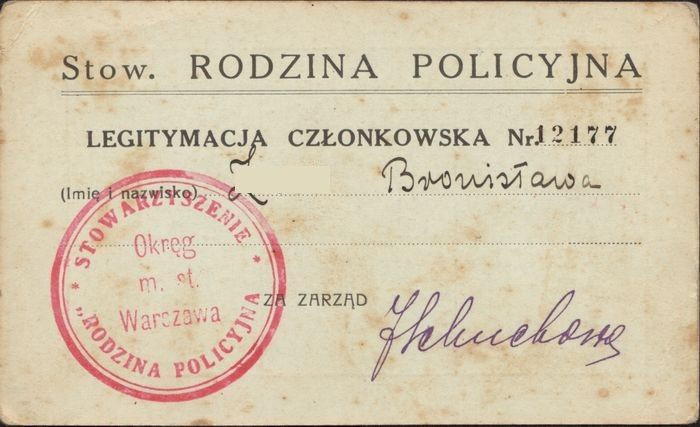 Stow. RODZINA POLICYJNA
LEGITYMACJA CZŁONKOWSKA Nr. 12177
(Imię i nazwisko) Bronisława
* STOWARZYSZENIE *
Okręg
m. st.
Warszawa
„RODZINA POLICYJNA
ZA ZARZĄD